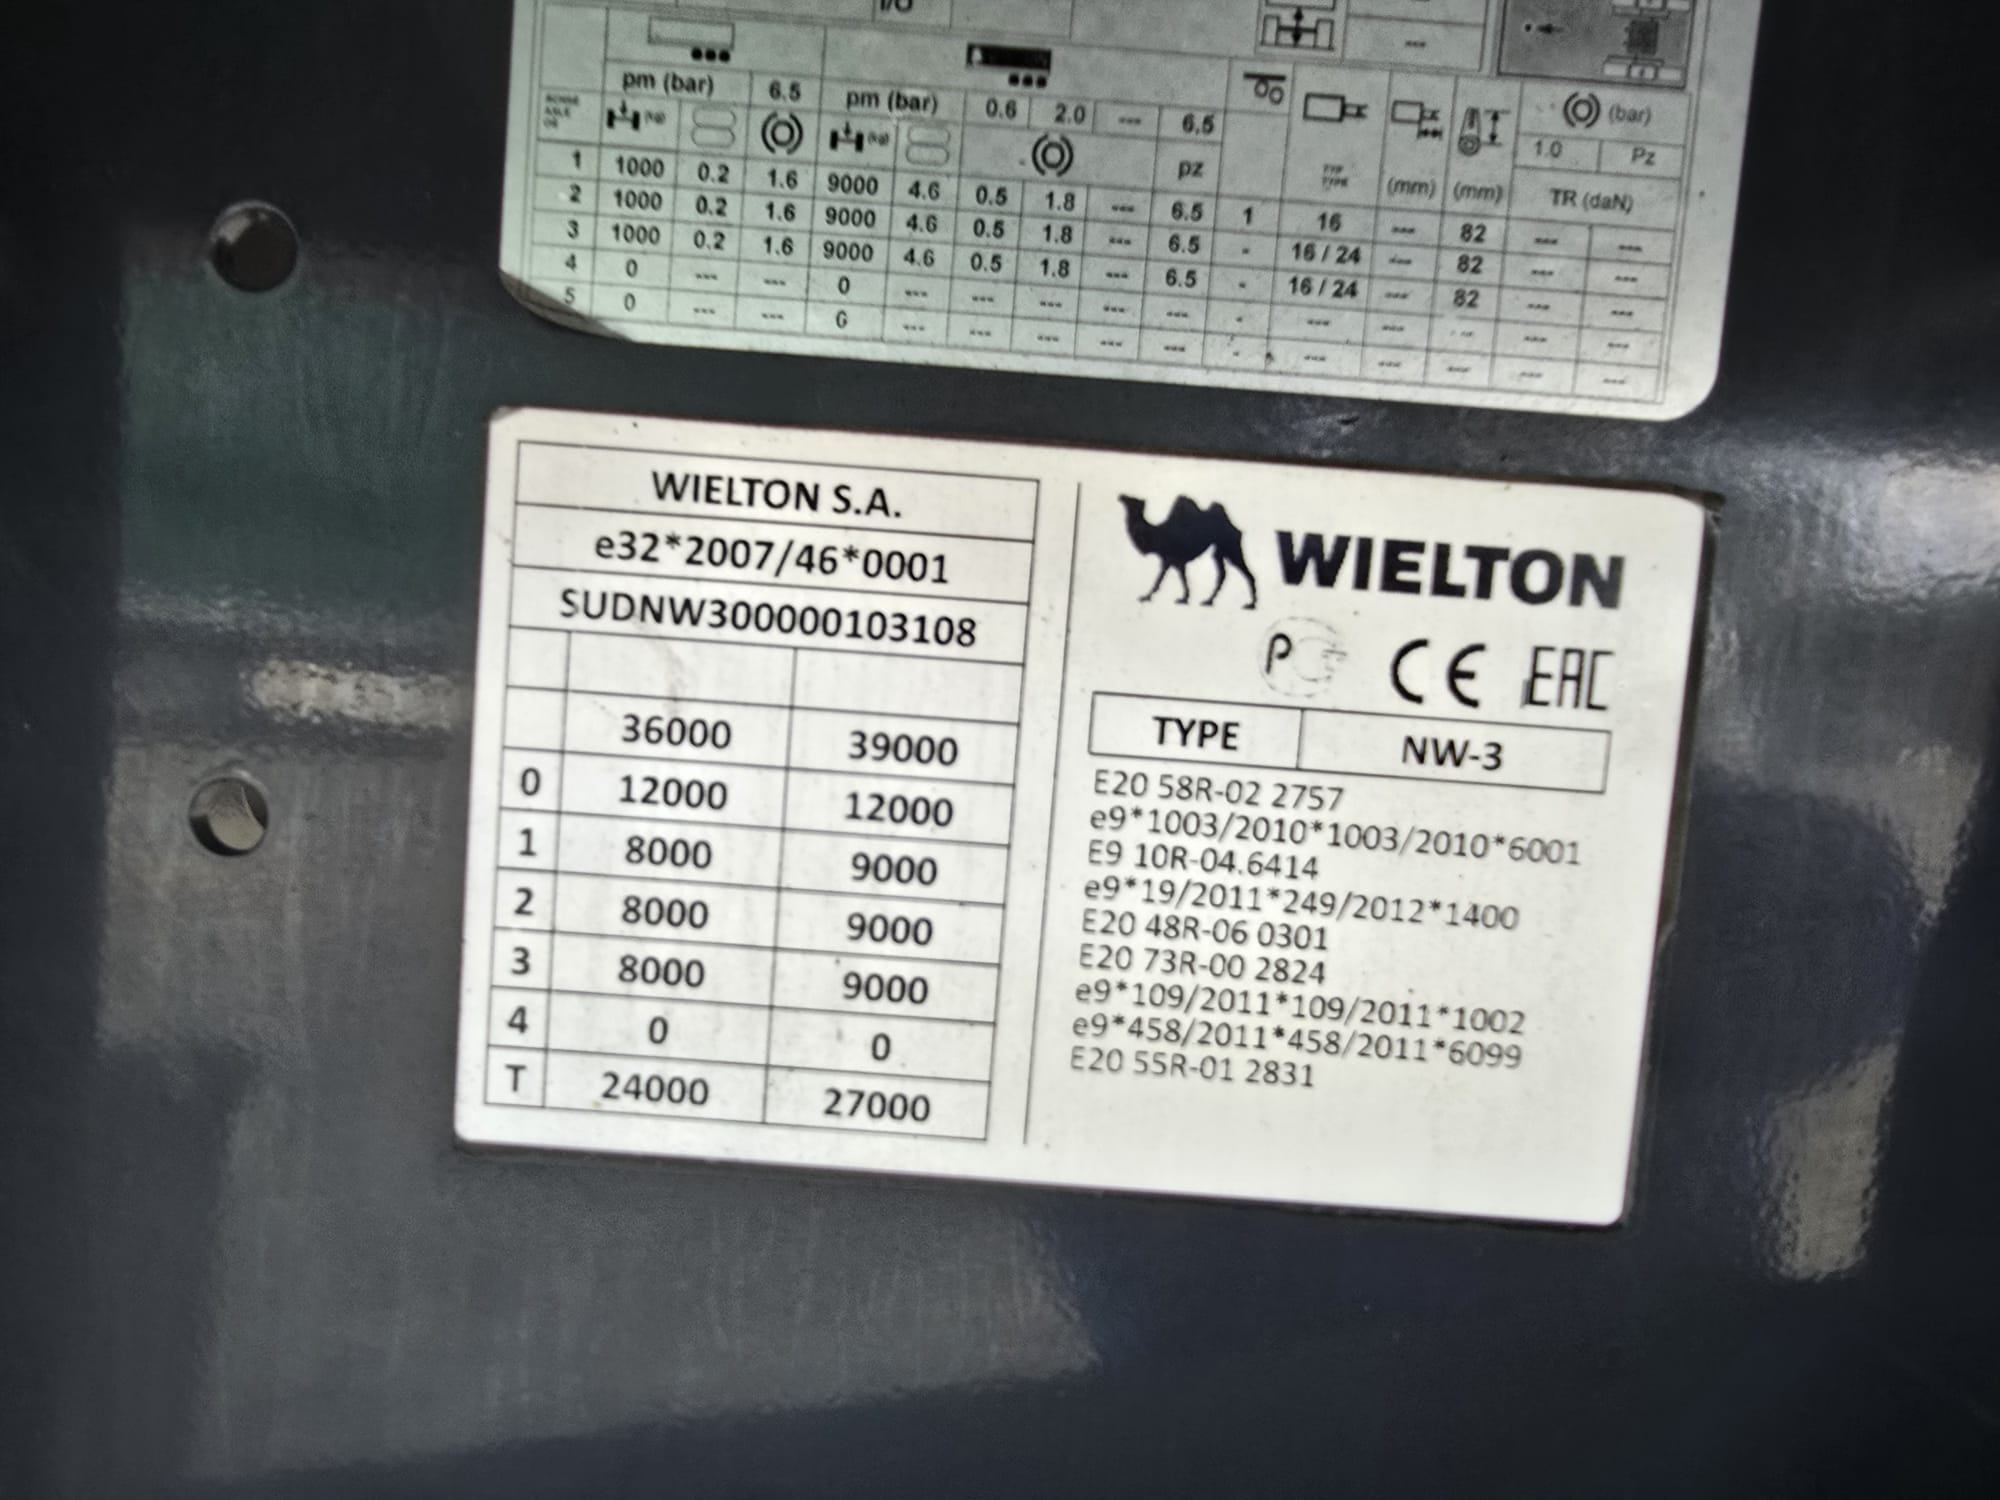 I/O
---
pm (bar) 6.5 pm (bar) 0.6 2.0 --- 6.5 (bar)
pz 1.0 Pz
(mm) (mm) TR (daN)
1 1000 0.2 1.6 9000 4.6 0.5 1.8 --- 6.5 1 16 --- 82 --- ---
2 1000 0.2 1.6 9000 4.6 0.5 1.8 --- 6.5 - 16 / 24 --- 82 --- ---
3 1000 0.2 1.6 9000 4.6 0.5 1.8 --- 6.5 - 16 / 24 --- 82 --- ---
4 0 --- --- 0 --- --- --- --- --- - --- --- --- --- ---
5 0 --- --- 0 --- --- --- --- --- - --- --- --- --- ---
WIELTON S.A.
e32*2007/46*0001
SUDNW300000103108
36000 39000
0 12000 12000
1 8000 9000
2 8000 9000
3 8000 9000
4 0 0
T 24000 27000
WIELTON
CE EAC
TYPE NW-3
E20 58R-02 2757
e9*1003/2010*1003/2010*6001
E9 10R-04.6414
e9*19/2011*249/2012*1400
E20 48R-06 0301
E20 73R-00 2824
e9*109/2011*109/2011*1002
e9*458/2011*458/2011*6099
E20 55R-01 2831